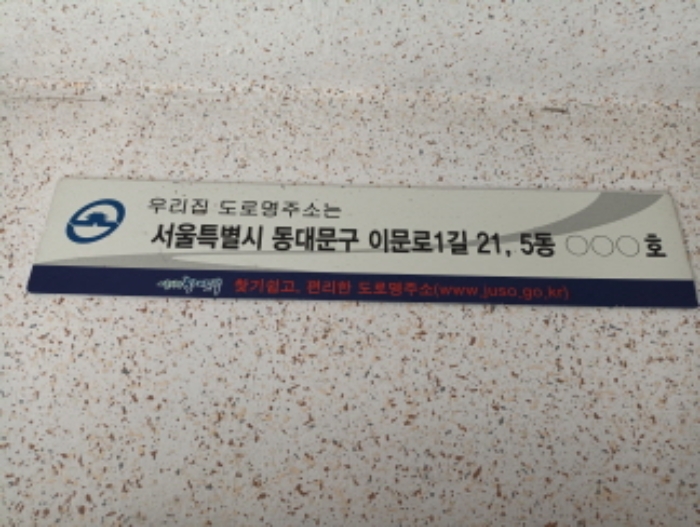 우리집 도로명주소는
서울특별시 동대문구 이문로1길 21, 5동 ○○○호
찾기쉽고, 편리한 도로명주소(www.juso.go.kr)